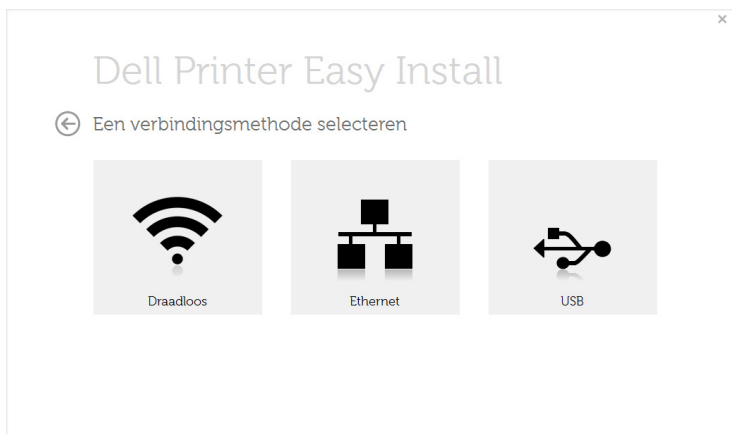 Dell Printer Easy Install
Een verbindingsmethode selecteren
Draadloos
Ethernet
USB